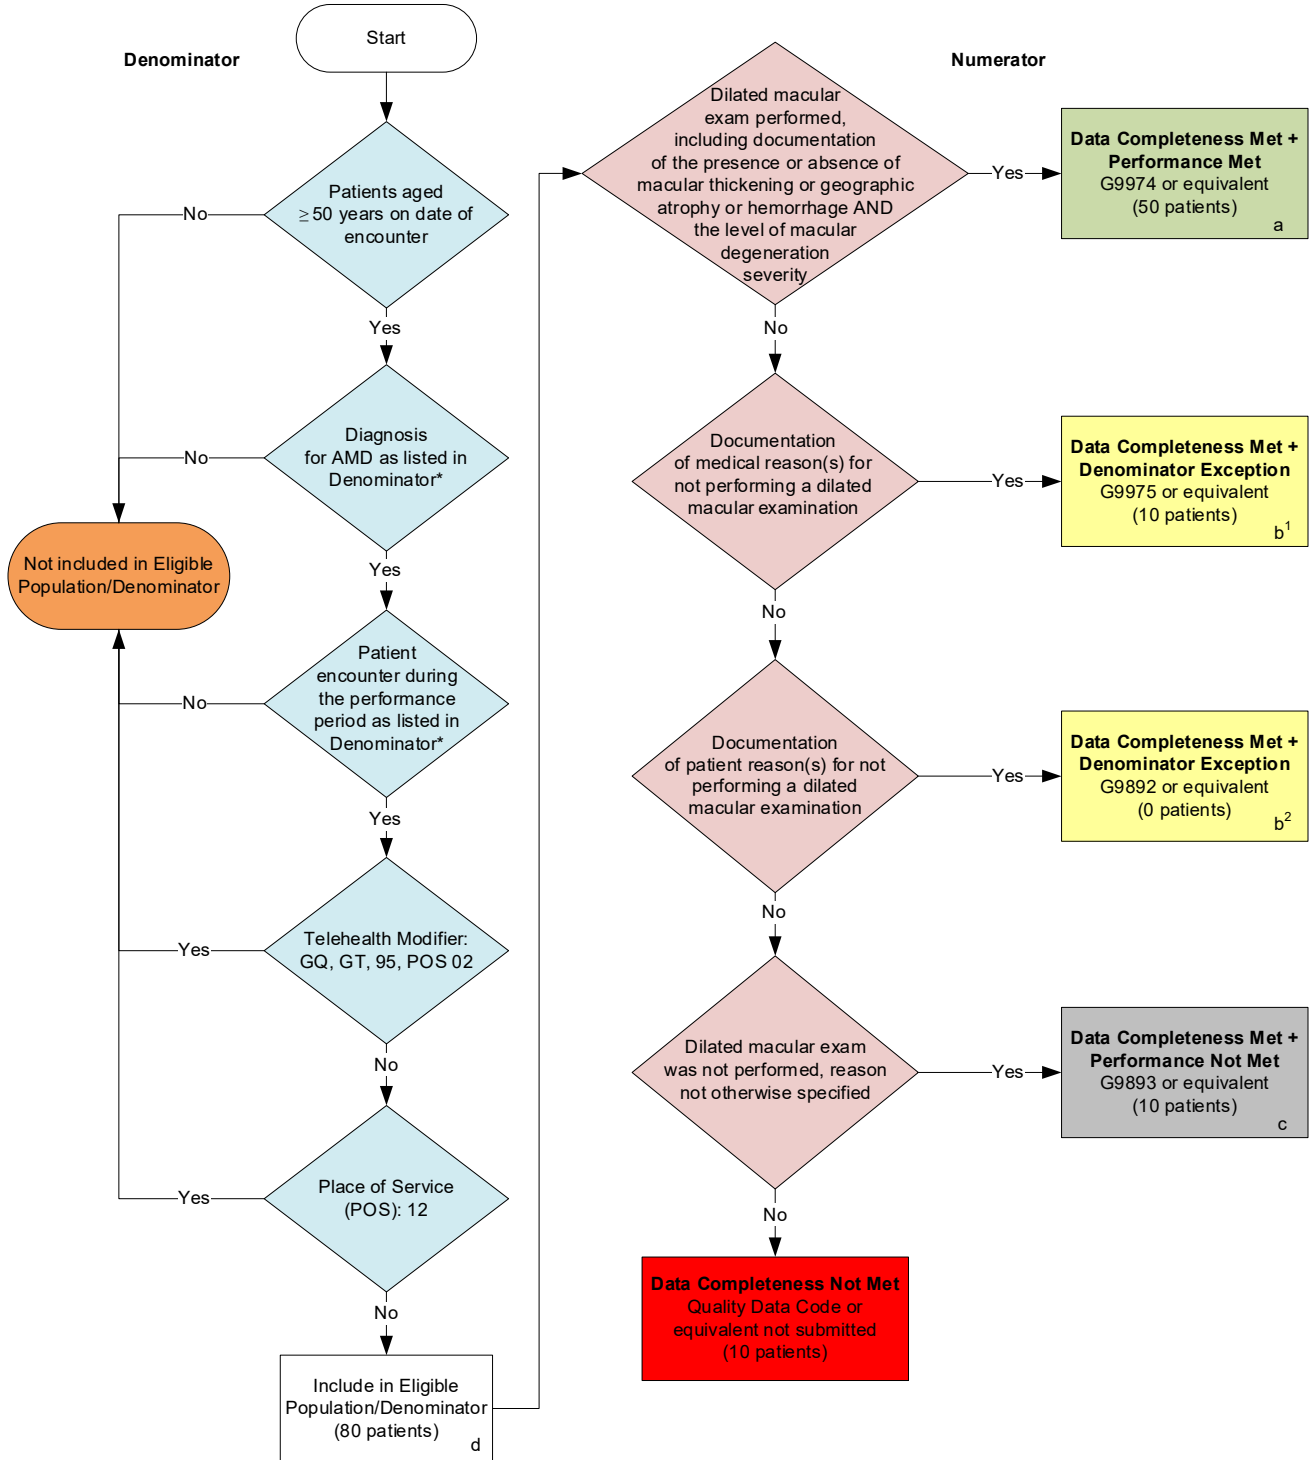 Start
Denominator
Patients aged
≥ 50 years on date of
encounter
No
Yes
Diagnosis
for AMD as listed in
Denominator*
No
Yes
Not included in Eligible
Population/Denominator
Patient
encounter during
the performance
period as listed in
Denominator*
No
Yes
Telehealth Modifier:
GQ, GT, 95, POS 02
Yes
No
Place of Service
(POS): 12
Yes
No
Include in Eligible
Population/Denominator
(80 patients)
d
Numerator
Dilated macular
exam performed,
including documentation
of the presence or absence of
macular thickening or geographic
atrophy or hemorrhage AND
the level of macular
degeneration
severity
Yes
Data Completeness Met +
Performance Met
G9974 or equivalent
(50 patients)
a
No
Documentation
of medical reason(s) for
not performing a dilated
macular examination
Yes
Data Completeness Met +
Denominator Exception
G9975 or equivalent
(10 patients)
b¹
No
Documentation
of patient reason(s) for not
performing a dilated
macular examination
Yes
Data Completeness Met +
Denominator Exception
G9892 or equivalent
(0 patients)
b²
No
Dilated macular exam
was not performed, reason
not otherwise specified
Yes
Data Completeness Met +
Performance Not Met
G9893 or equivalent
(10 patients)
c
No
Data Completeness Not Met
Quality Data Code or
equivalent not submitted
(10 patients)